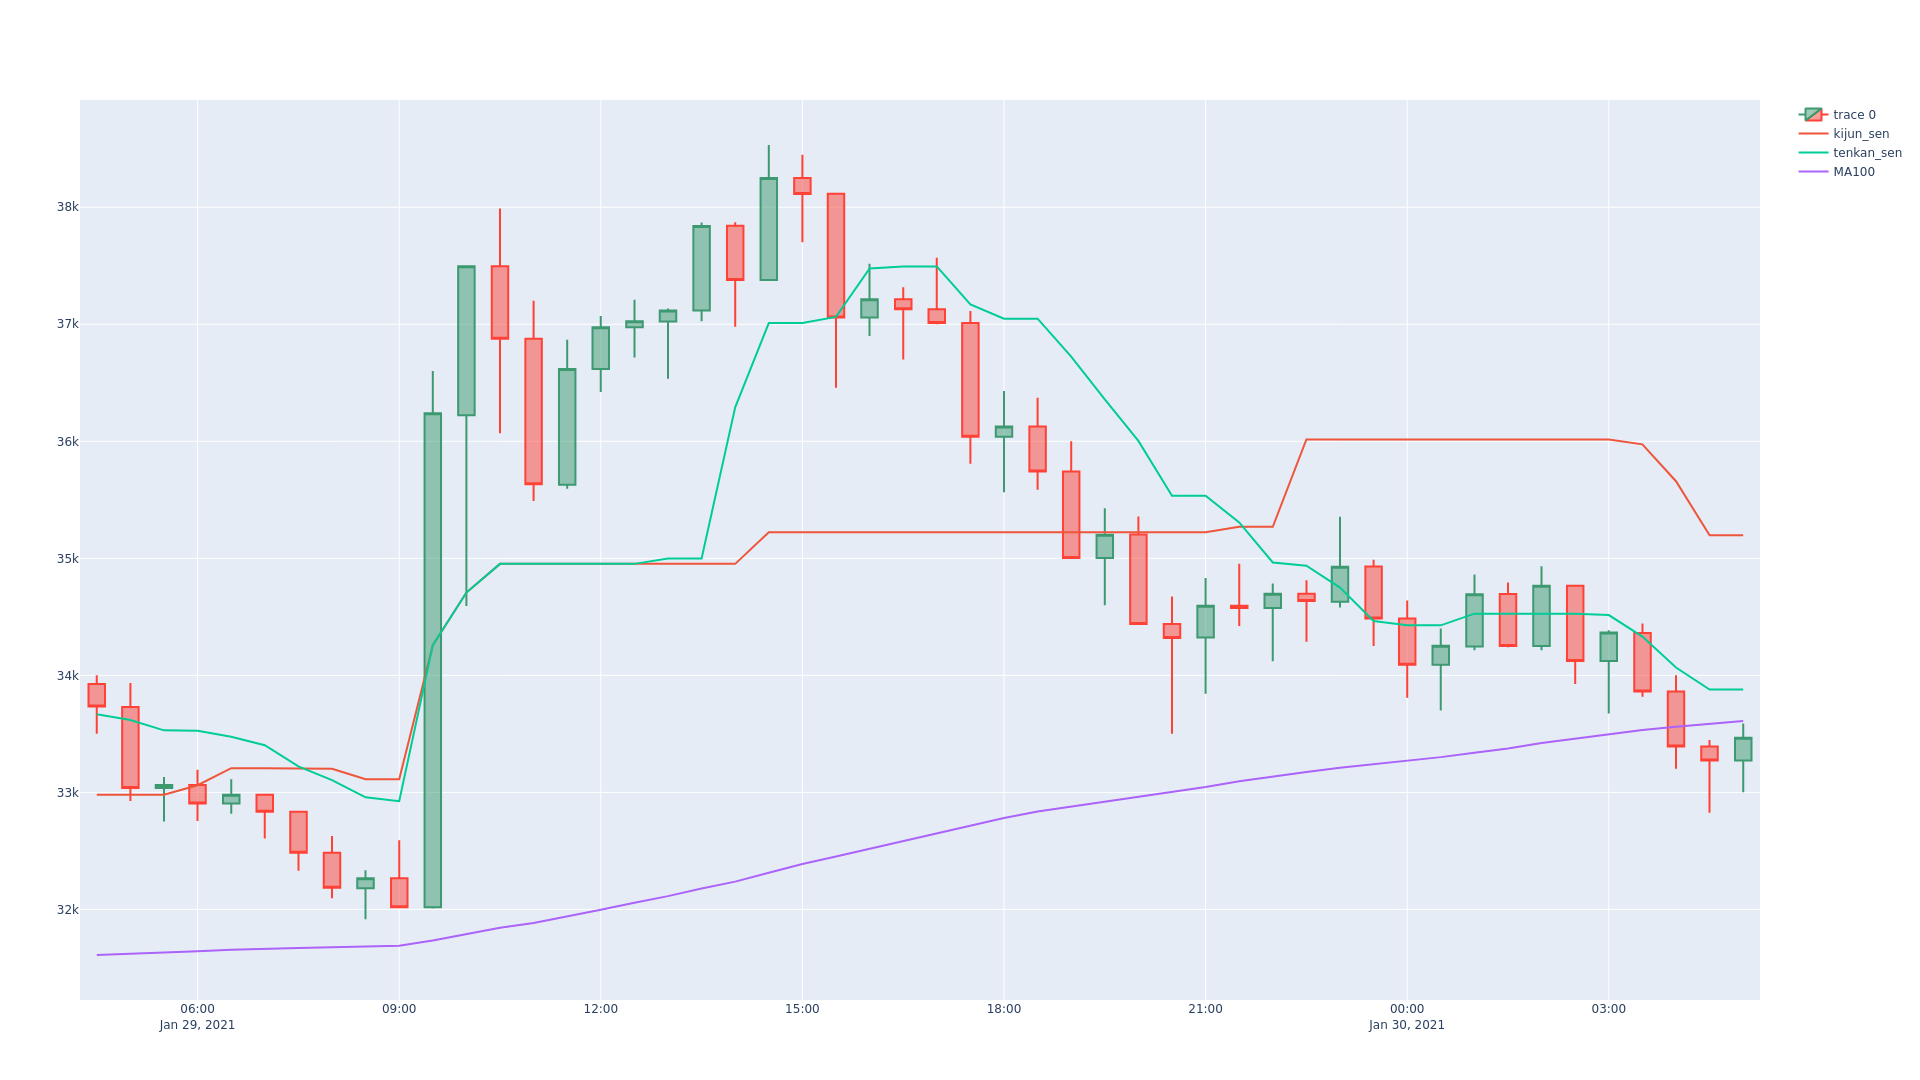 trace 0
kijun_sen
tenkan_sen
MA100
38k
37k
36k
35k
34k
33k
32k
06:00 09:00 12:00 15:00 18:00 21:00 00:00 03:00
Jan 29, 2021 Jan 30, 2021